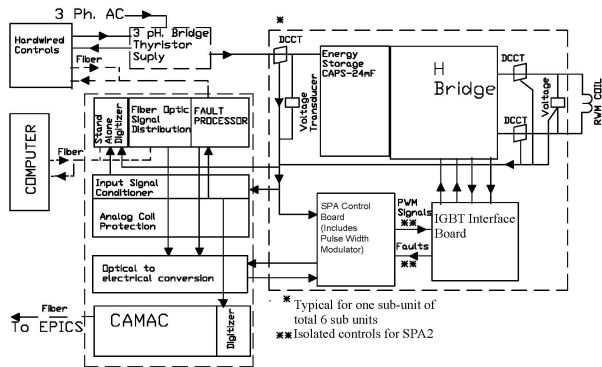 3 Ph. AC
Hardwired
Controls
3 pH. Bridge
Thyristor
Suply
Fiber
*
DCCT
Energy
Storage
CAPS-24mF
Voltage
Transducer
H
Bridge
DCCT
DCCT
Voltage
RWM COIL
COMPUTER
Fiber
Stand
Alone
Digitizer
Fiber Optic
Signal
Distribution
FAULT
PROCESSOR
Input Signal
Conditioner
Analog Coil
Protection
SPA Control
Board
(Includes
Pulse Width
Modulator)
PWM
Signals
**
Faults
**
IGBT Interface
Board
Optical to
electrical conversion
Fiber
To EPICS
CAMAC
Digitizer
* Typical for one sub-unit of
total 6 sub units
** Isolated controls for SPA2